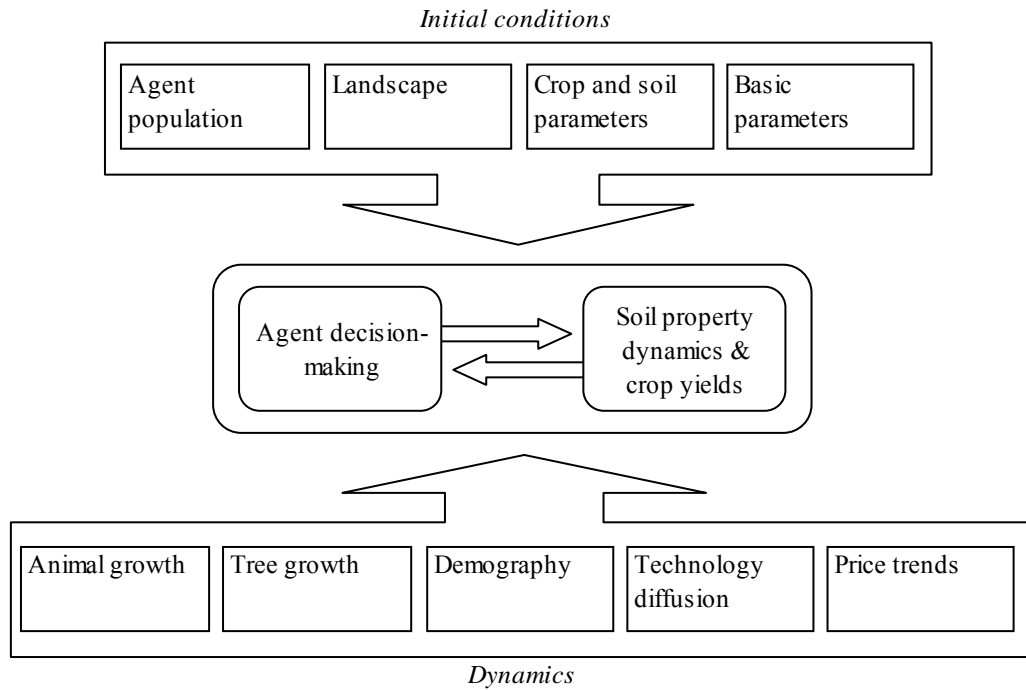 Initial conditions
Agent
population
Landscape
Crop and soil
parameters
Basic
parameters
Agent decision-
making
Soil property
dynamics &
crop yields
Animal growth
Tree growth
Demography
Technology
diffusion
Price trends
Dynamics